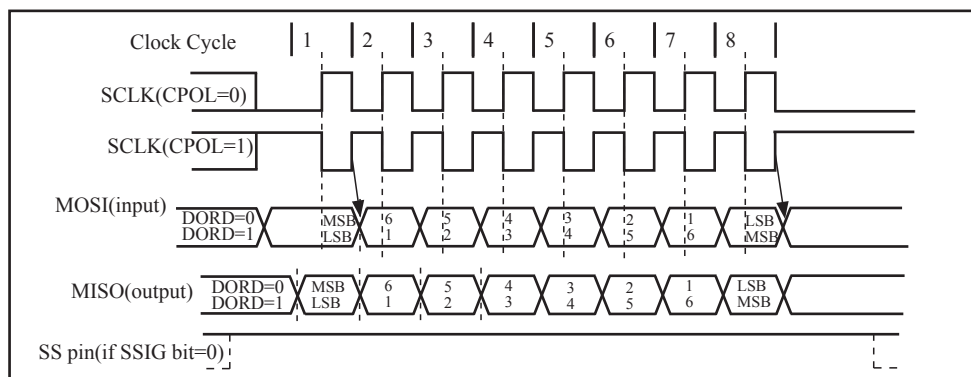 Clock Cycle 1 2 3 4 5 6 7 8
SCLK(CPOL=0)
SCLK(CPOL=1)
MOSI(input)
DORD=0 MSB 6 5 4 3 2 1 LSB
DORD=1 LSB 1 2 3 4 5 6 MSB
MISO(output)
DORD=0 MSB 6 5 4 3 2 1 LSB
DORD=1 LSB 1 2 3 4 5 6 MSB
SS pin(if SSIG bit=0)